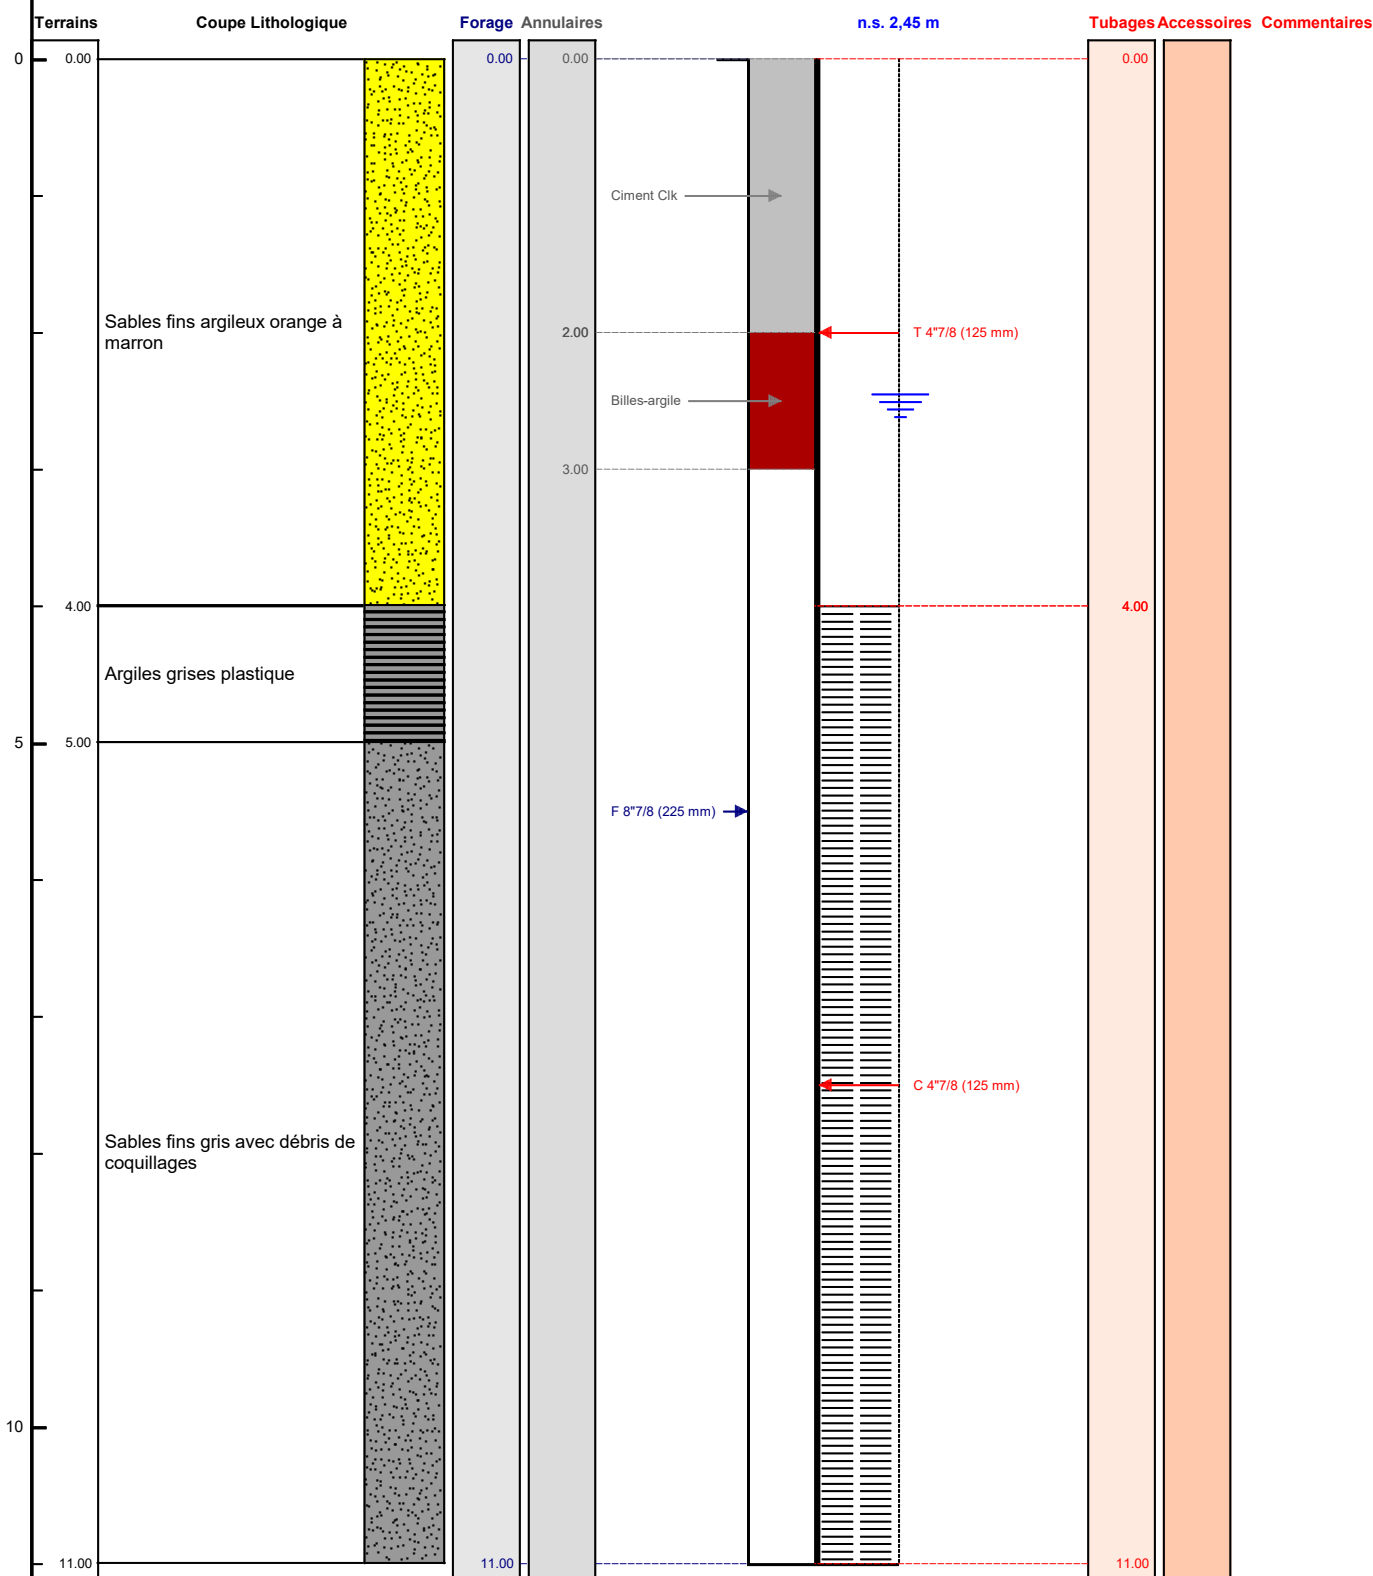 Terrains Coupe Lithologique Forage Annulaires n.s. 2,45 m Tubages Accessoires Commentaires
0 0.00 0.00 0.00 0.00
Ciment Clk
Sables fins argileux orange à
marron
2.00 T 4"7/8 (125 mm)
Billes-argile
3.00
4.00 4.00
Argiles grises plastique
5 5.00
F 8"7/8 (225 mm)
C 4"7/8 (125 mm)
Sables fins gris avec débris de
coquillages
10
11.00 11.00 11.00